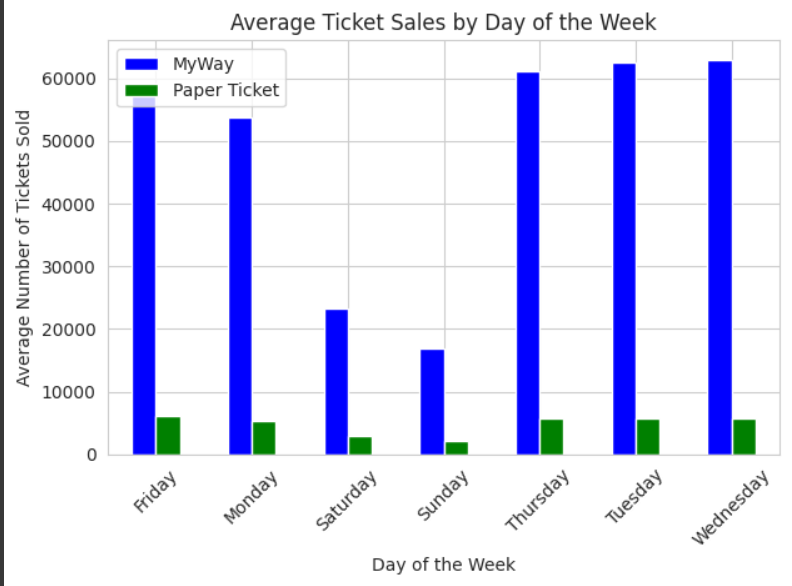 Average Ticket Sales by Day of the Week
MyWay
Paper Ticket
Average Number of Tickets Sold
60000
50000
40000
30000
20000
10000
0
Friday
Monday
Saturday
Sunday
Thursday
Tuesday
Wednesday
Day of the Week